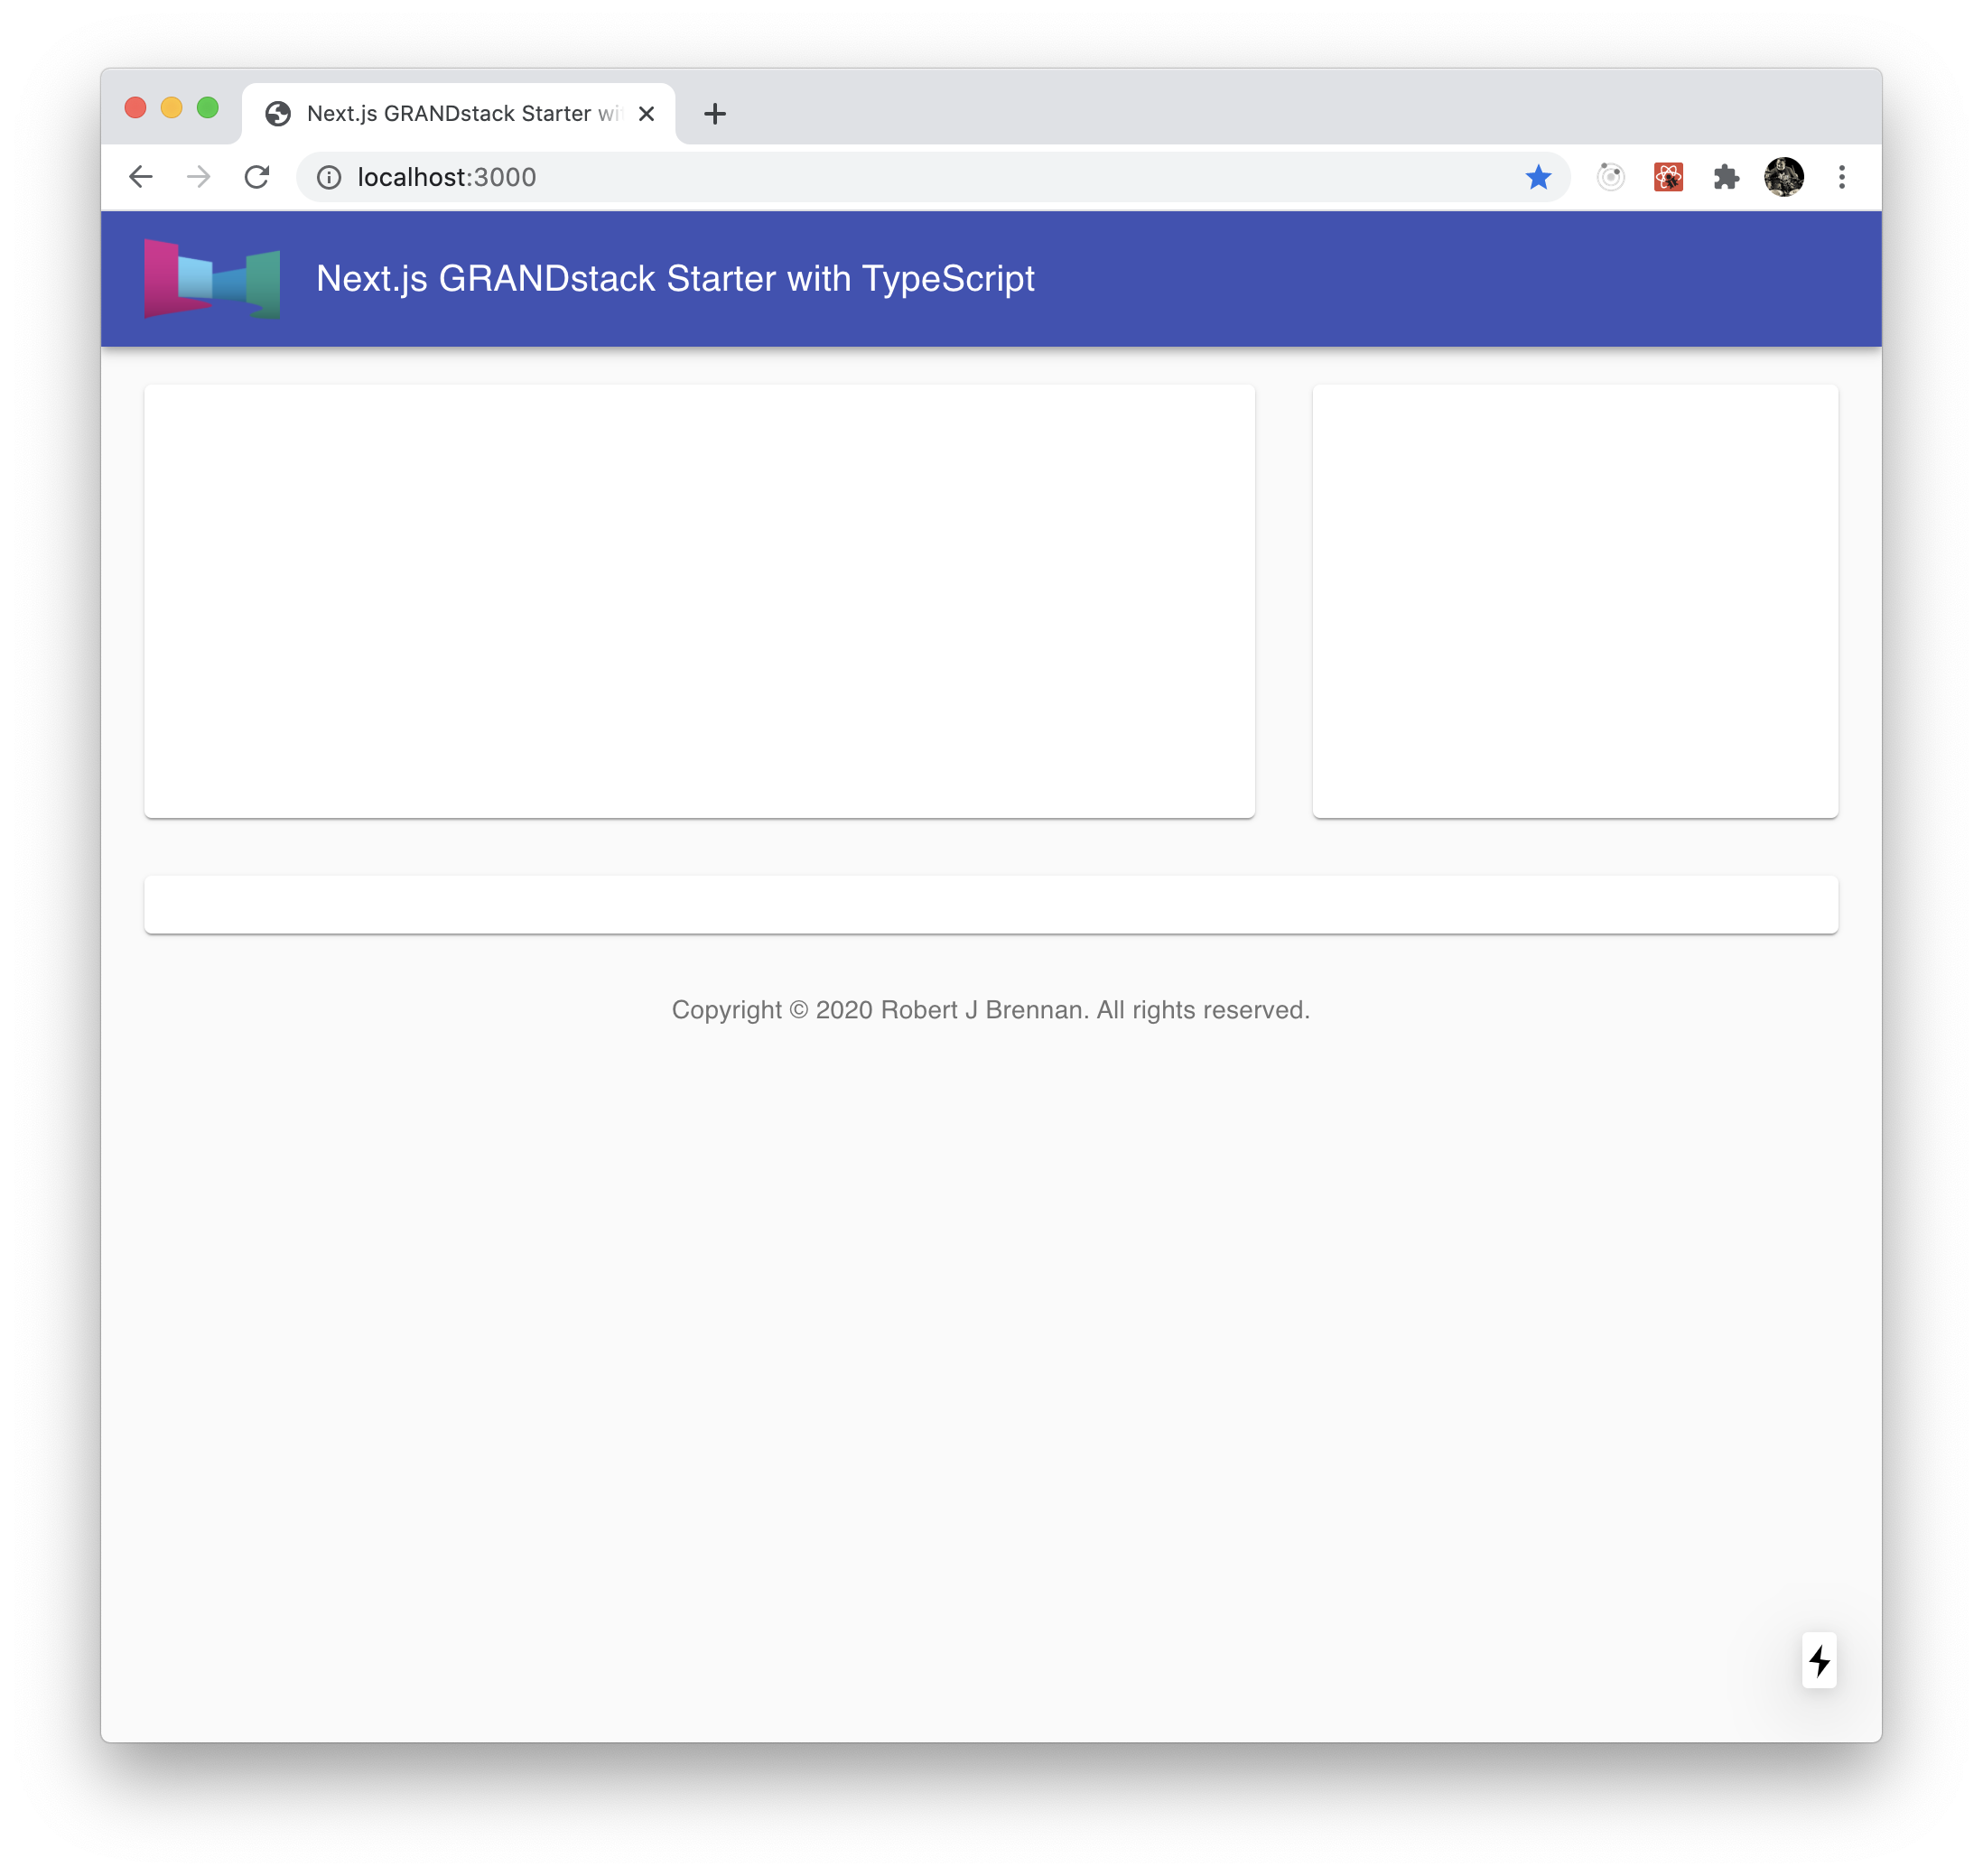 Next.js GRANDstack Starter wi
localhost:3000
Next.js GRANDstack Starter with TypeScript
Copyright © 2020 Robert J Brennan. All rights reserved.